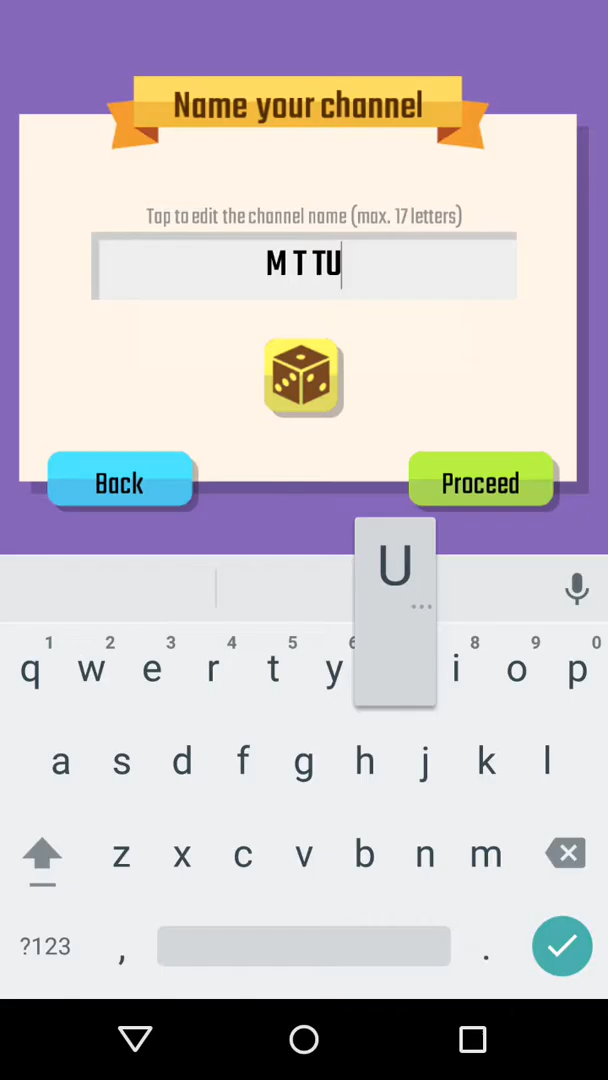 Name your channel
Tap to edit the channel name (max. 17 letters)
M T TU
Back
Proceed
U
1 2 3 4 5 6 8 9 0
q w e r t y i o p
a s d f g h j k l
z x c v b n m
?123 , .